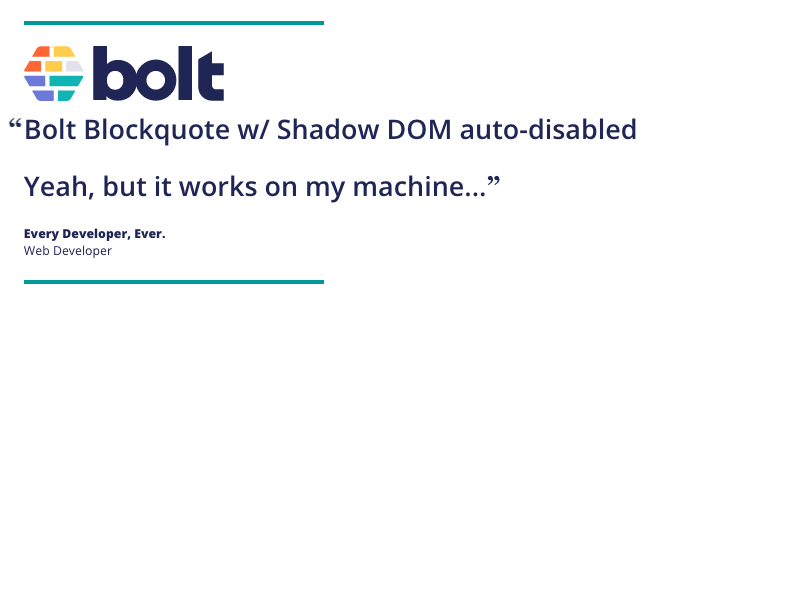 bolt
“Bolt Blockquote w/ Shadow DOM auto-disabled
Yeah, but it works on my machine...”
Every Developer, Ever.
Web Developer